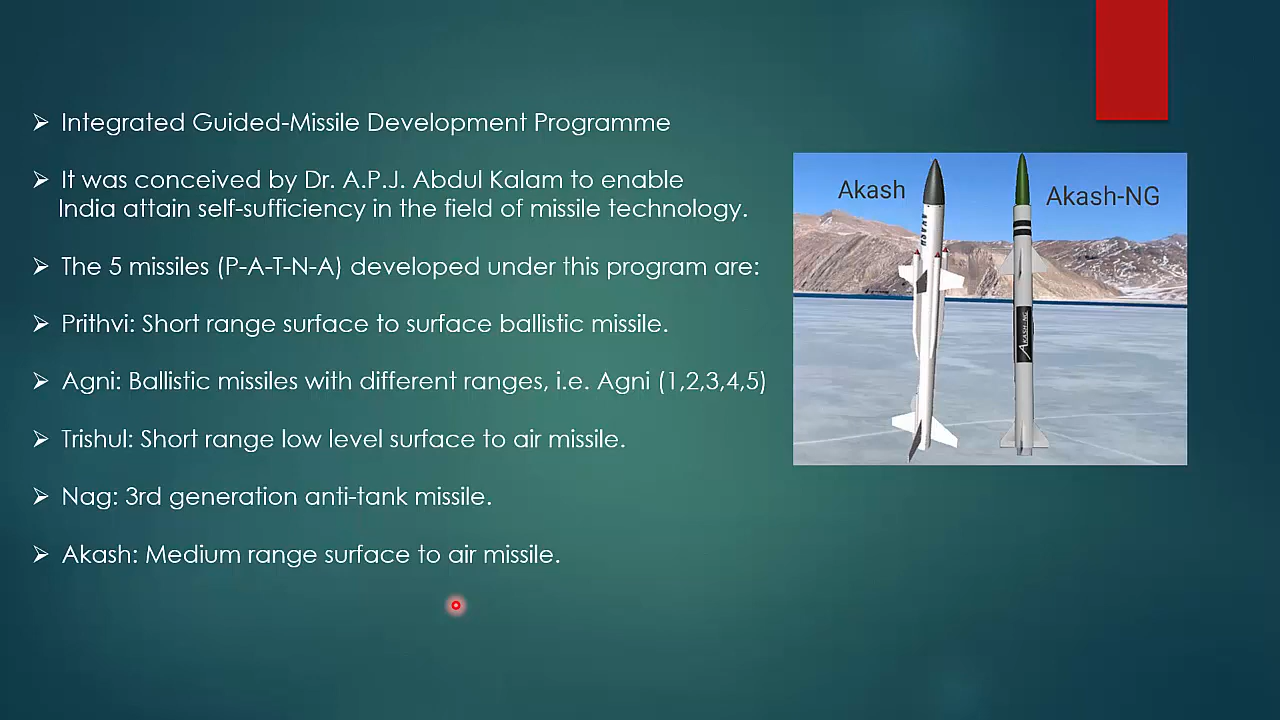 Integrated Guided-Missile Development Programme
It was conceived by Dr. A.P.J. Abdul Kalam to enable
India attain self-sufficiency in the field of missile technology.
The 5 missiles (P-A-T-N-A) developed under this program are:
Prithvi: Short range surface to surface ballistic missile.
Agni: Ballistic missiles with different ranges, i.e. Agni (1,2,3,4,5)
Trishul: Short range low level surface to air missile.
Nag: 3rd generation anti-tank missile.
Akash: Medium range surface to air missile.
Akash
Akash-NG
AKASH
AKASH-NG